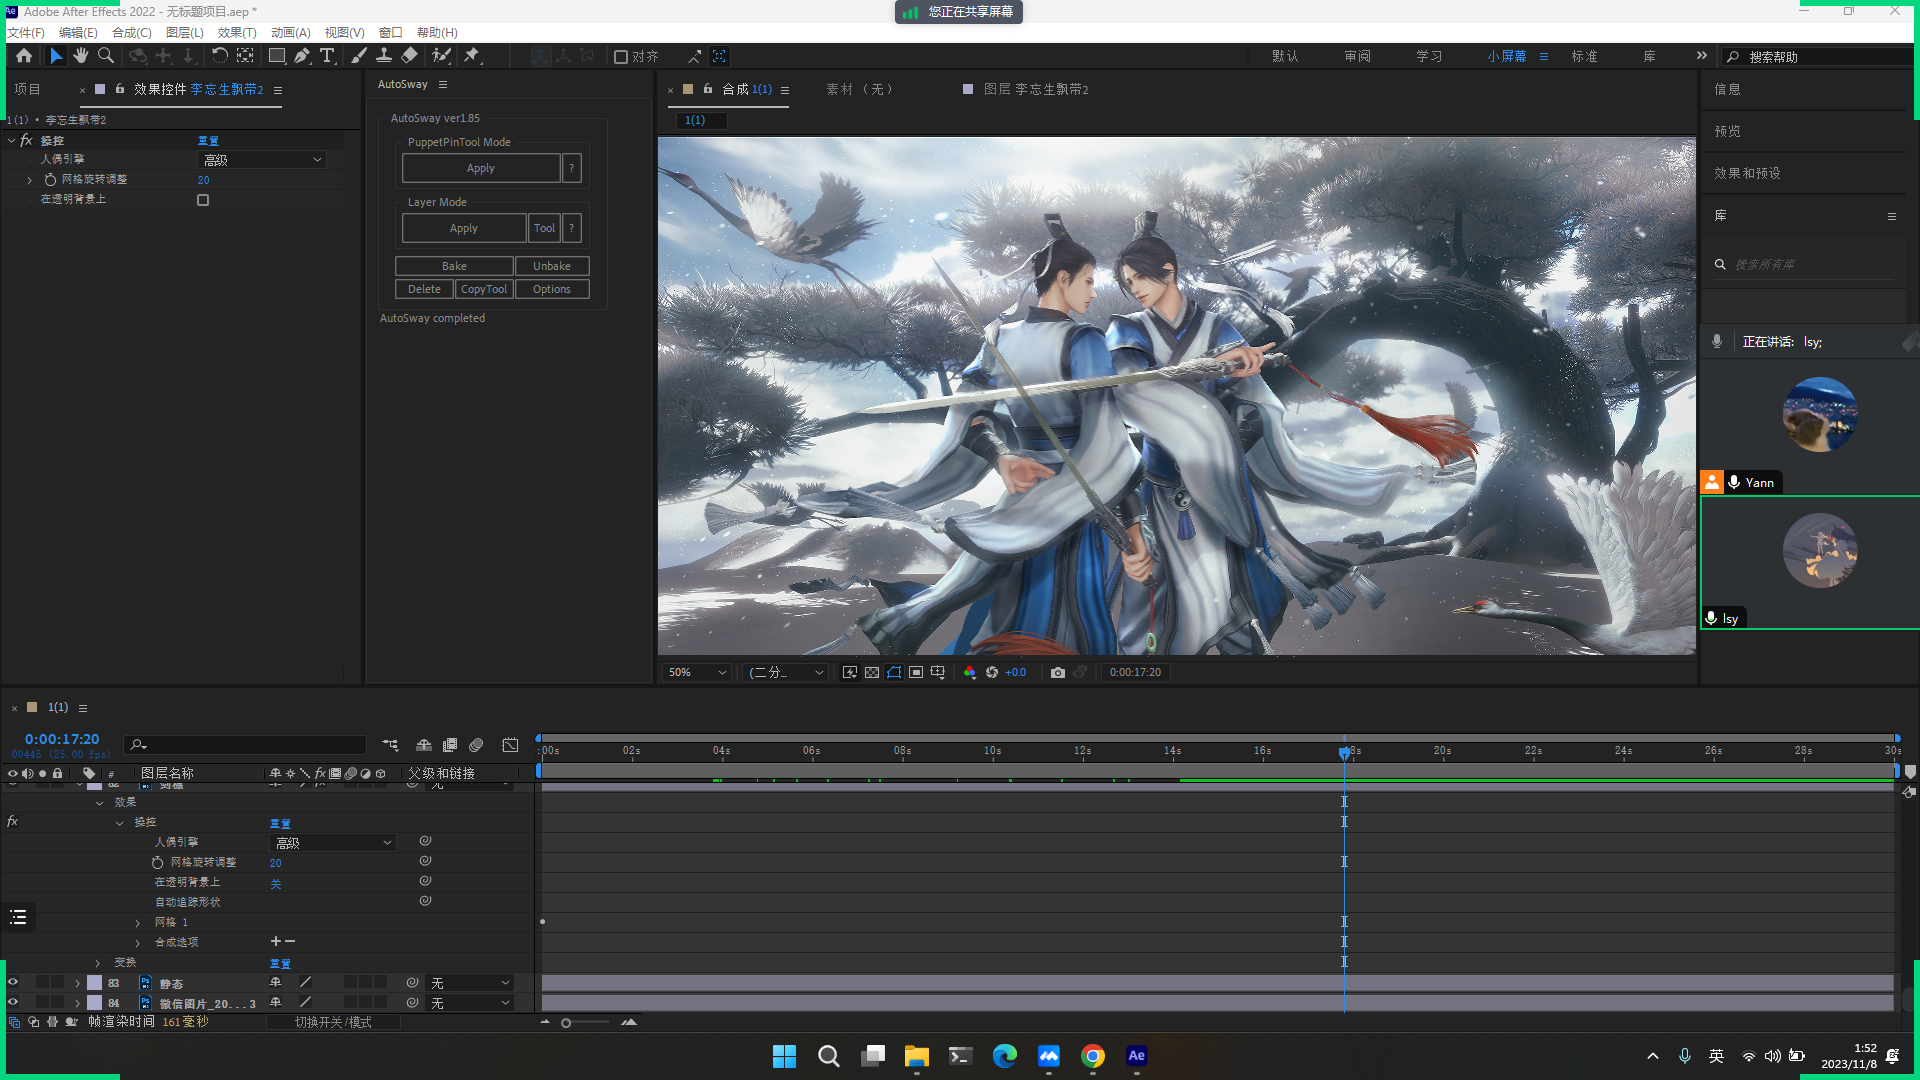 Ae Adobe After Effects 2022 - 无标题项目.aep *
您正在共享屏幕
文件(F) 编辑(E) 合成(C) 图层(L) 效果(T) 动画(A) 视图(V) 窗口 帮助(H)
对齐
默认 审阅 学习 小屏幕 标准 库
搜索帮助
项目
效果控件 李忘生飘带2
1(1) • 李忘生飘带2
fx 操控 重置
人偶引擎 高级
网格旋转调整 20
在透明背景上
AutoSway
AutoSway ver1.85
PuppetPinTool Mode
Apply ?
Layer Mode
Apply Tool ?
Bake Unbake
Delete CopyTool Options
AutoSway completed
合成 1(1)
素材 (无)
图层 李忘生飘带2
1(1)
50% (二分... +0.0 0:00:17:20
信息
预览
效果和预设
库
搜索所有库
正在讲话: lsy;
Yann
lsy
1(1)
0:00:17:20
00445 (25.00 fps)
:00s 02s 04s 06s 08s 10s 12s 14s 16s 8s 20s 22s 24s 26s 28s 30s
# 图层名称 fx 父级和链接
效果
fx 操控 重置
人偶引擎 高级
网格旋转调整 20
在透明背景上 关
自动追踪形状
网格 1
合成选项 +−
变换 重置
83 静态 无
84 微信图片_20...3 无
帧渲染时间 161毫秒 切换开关/模式
Ae
英
1:52
2023/11/8